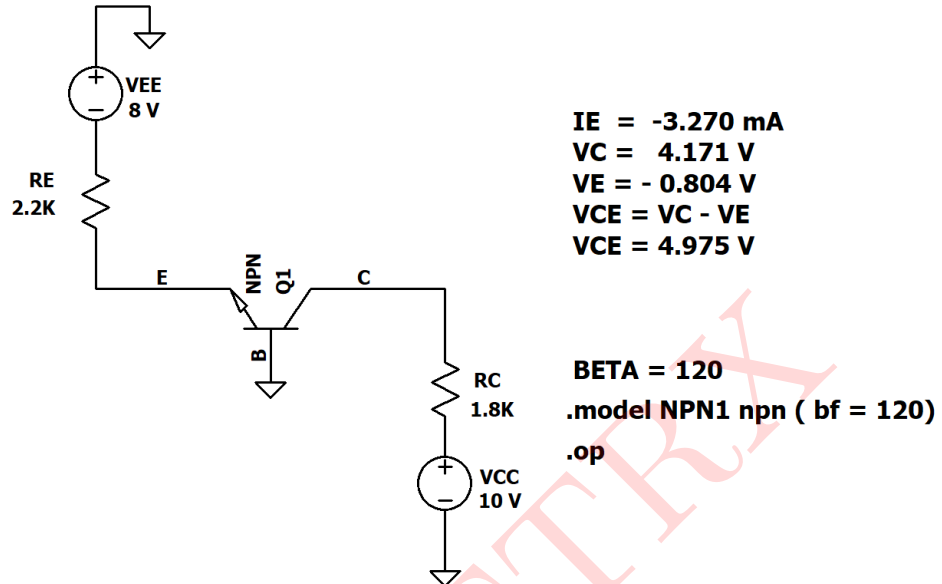 VEE
8 V
RE
2.2K
E
NPN
Q1
C
B
RC
1.8K
VCC
10 V
IE = -3.270 mA
VC = 4.171 V
VE = - 0.804 V
VCE = VC - VE
VCE = 4.975 V
BETA = 120
.model NPN1 npn ( bf = 120)
.op